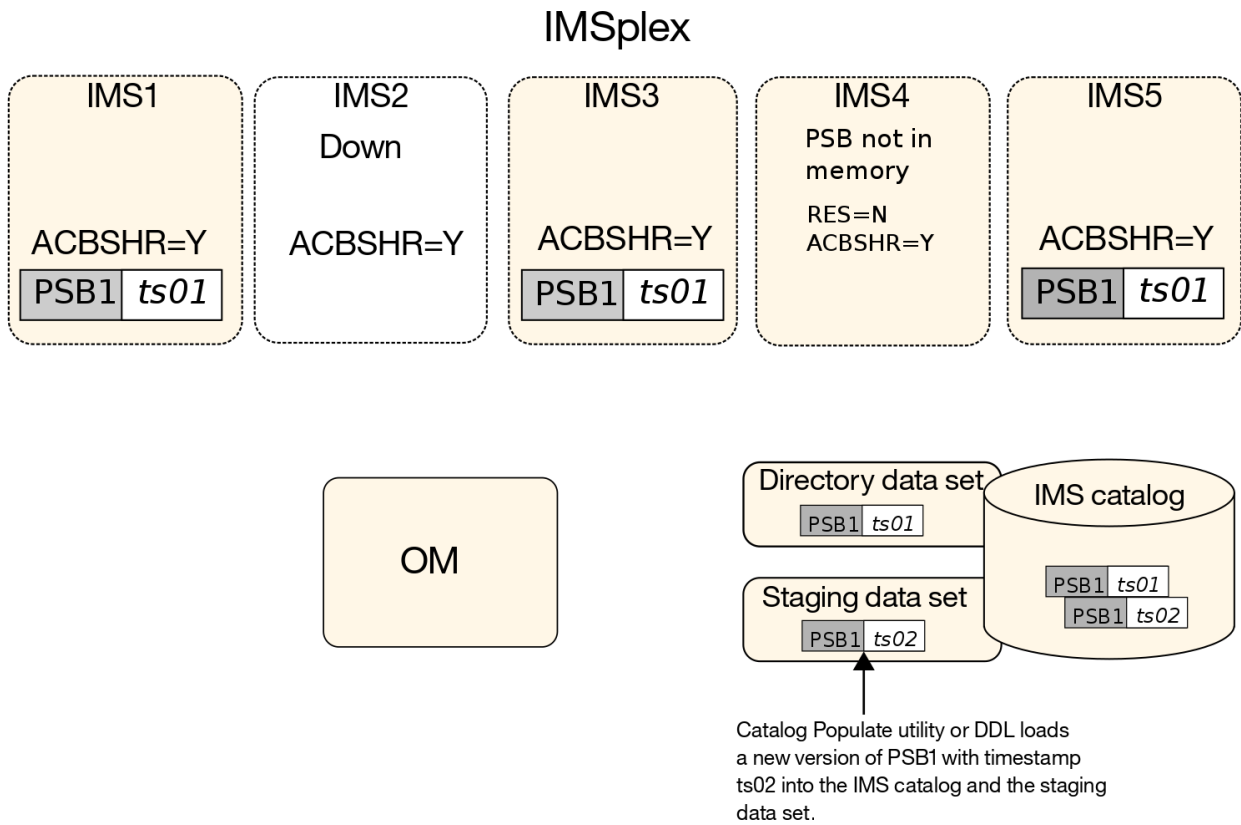 IMSplex
IMS1
ACBSHR=Y
PSB1 ts01
IMS2
Down
ACBSHR=Y
IMS3
ACBSHR=Y
PSB1 ts01
IMS4
PSB not in
memory
RES=N
ACBSHR=Y
IMS5
ACBSHR=Y
PSB1 ts01
OM
Directory data set
PSB1 ts01
Staging data set
PSB1 ts02
IMS catalog
PSB1 ts01
PSB1 ts02
Catalog Populate utility or DDL loads
a new version of PSB1 with timestamp
ts02 into the IMS catalog and the staging
data set.